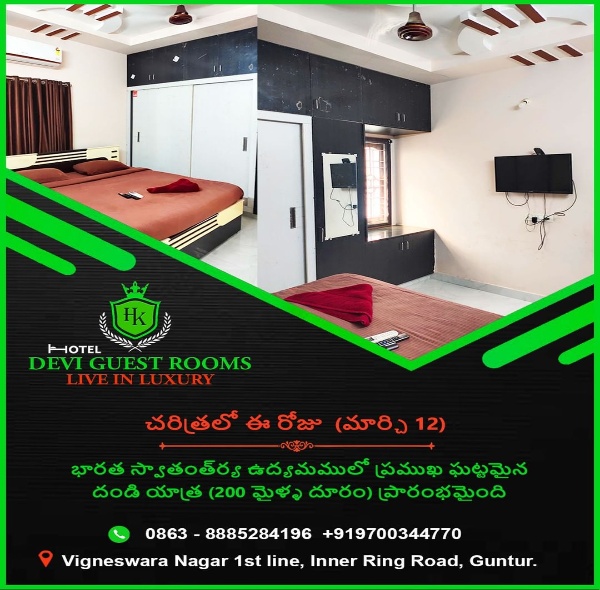 HK
HOTEL
DEVI GUEST ROOMS
LIVE IN LUXURY
చరిత్రలో ఈ రోజు (మార్చి 12)
భారత స్వాతంత్ర్య ఉద్యమములో ప్రముఖ ఘట్టమైన
దండి యాత్ర (200 మైళ్ళ దూరం) ప్రారంభమైంది
0863 - 8885284196 +919700344770
Vigneswara Nagar 1st line, Inner Ring Road, Guntur.